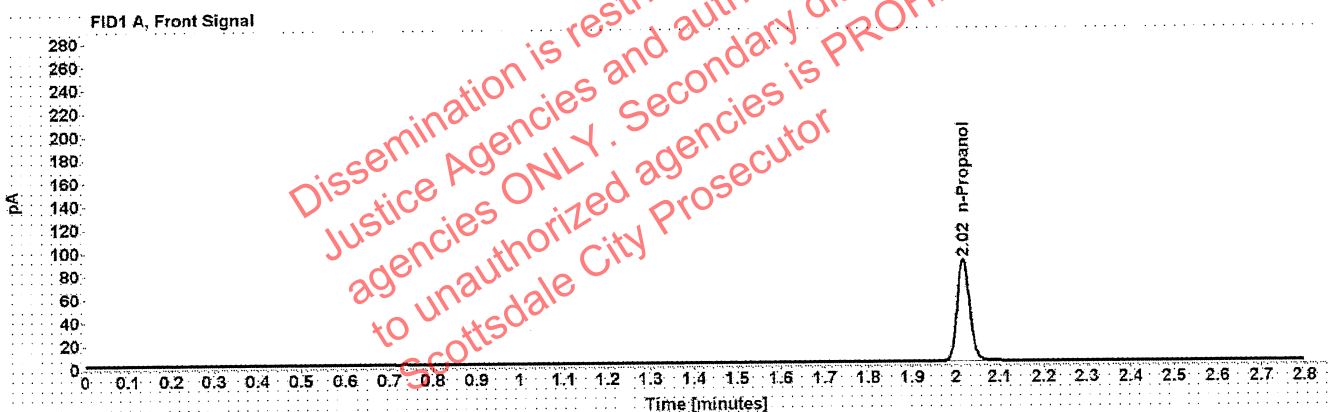 FID1 A, Front Signal
280
260
240
220
200
180
160
140
120
100
80
60
40
20
0
pA
2.02 n-Propanol
0 0.1 0.2 0.3 0.4 0.5 0.6 0.7 0.8 0.9 1 1.1 1.2 1.3 1.4 1.5 1.6 1.7 1.8 1.9 2 2.1 2.2 2.3 2.4 2.5 2.6 2.7 2.8
Time [minutes]
Dissemination is
Justice Agencies and
agencies ONLY. Secondary
to unauthorized agencies is
Scottsdale City Prosecutor